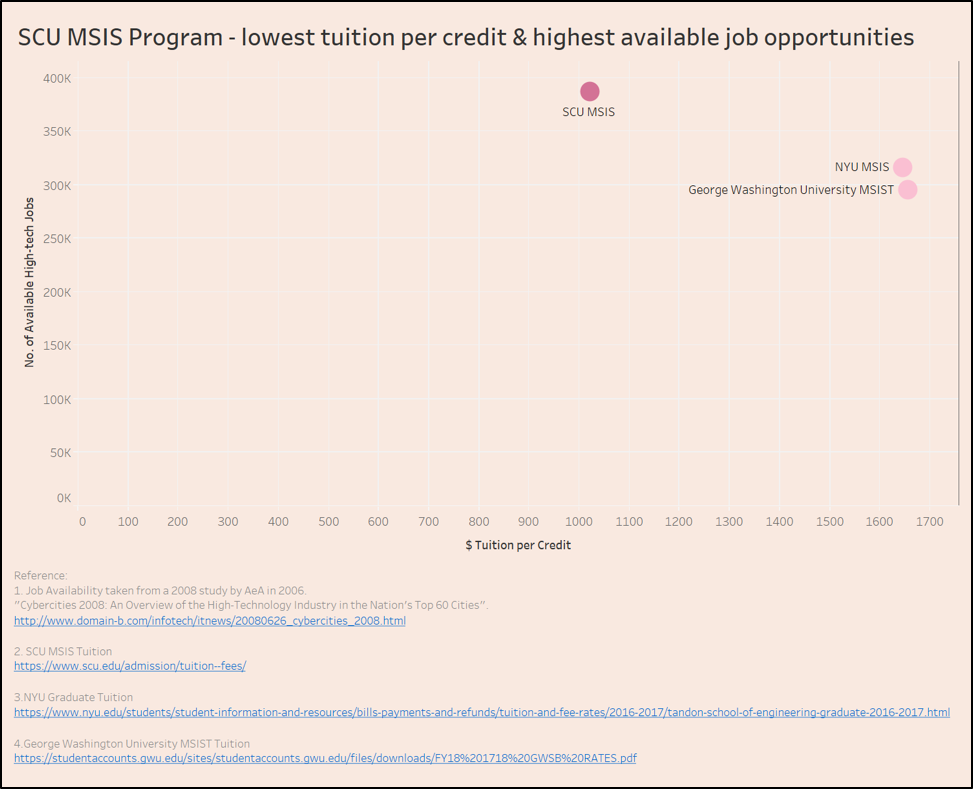 SCU MSIS Program - lowest tuition per credit & highest available job opportunities
400K
SCU MSIS
350K
NYU MSIS
300K
George Washington University MSIST
250K
200K
150K
100K
50K
0K
No. of Available High-tech Jobs
0 100 200 300 400 500 600 700 800 900 1000 1100 1200 1300 1400 1500 1600 1700
$ Tuition per Credit
Reference:
1. Job Availability taken from a 2008 study by AeA in 2006.
"Cybercities 2008: An Overview of the High-Technology Industry in the Nation's Top 60 Cities".
http://www.domain-b.com/infotech/itnews/20080626_cybercities_2008.html
2. SCU MSIS Tuition
https://www.scu.edu/admission/tuition--fees/
3.NYU Graduate Tuition
https://www.nyu.edu/students/student-information-and-resources/bills-payments-and-refunds/tuition-and-fee-rates/2016-2017/tandon-school-of-engineering-graduate-2016-2017.html
4.George Washington University MSIST Tuition
https://studentaccounts.gwu.edu/sites/studentaccounts.gwu.edu/files/downloads/FY18%201718%20GWSB%20RATES.pdf